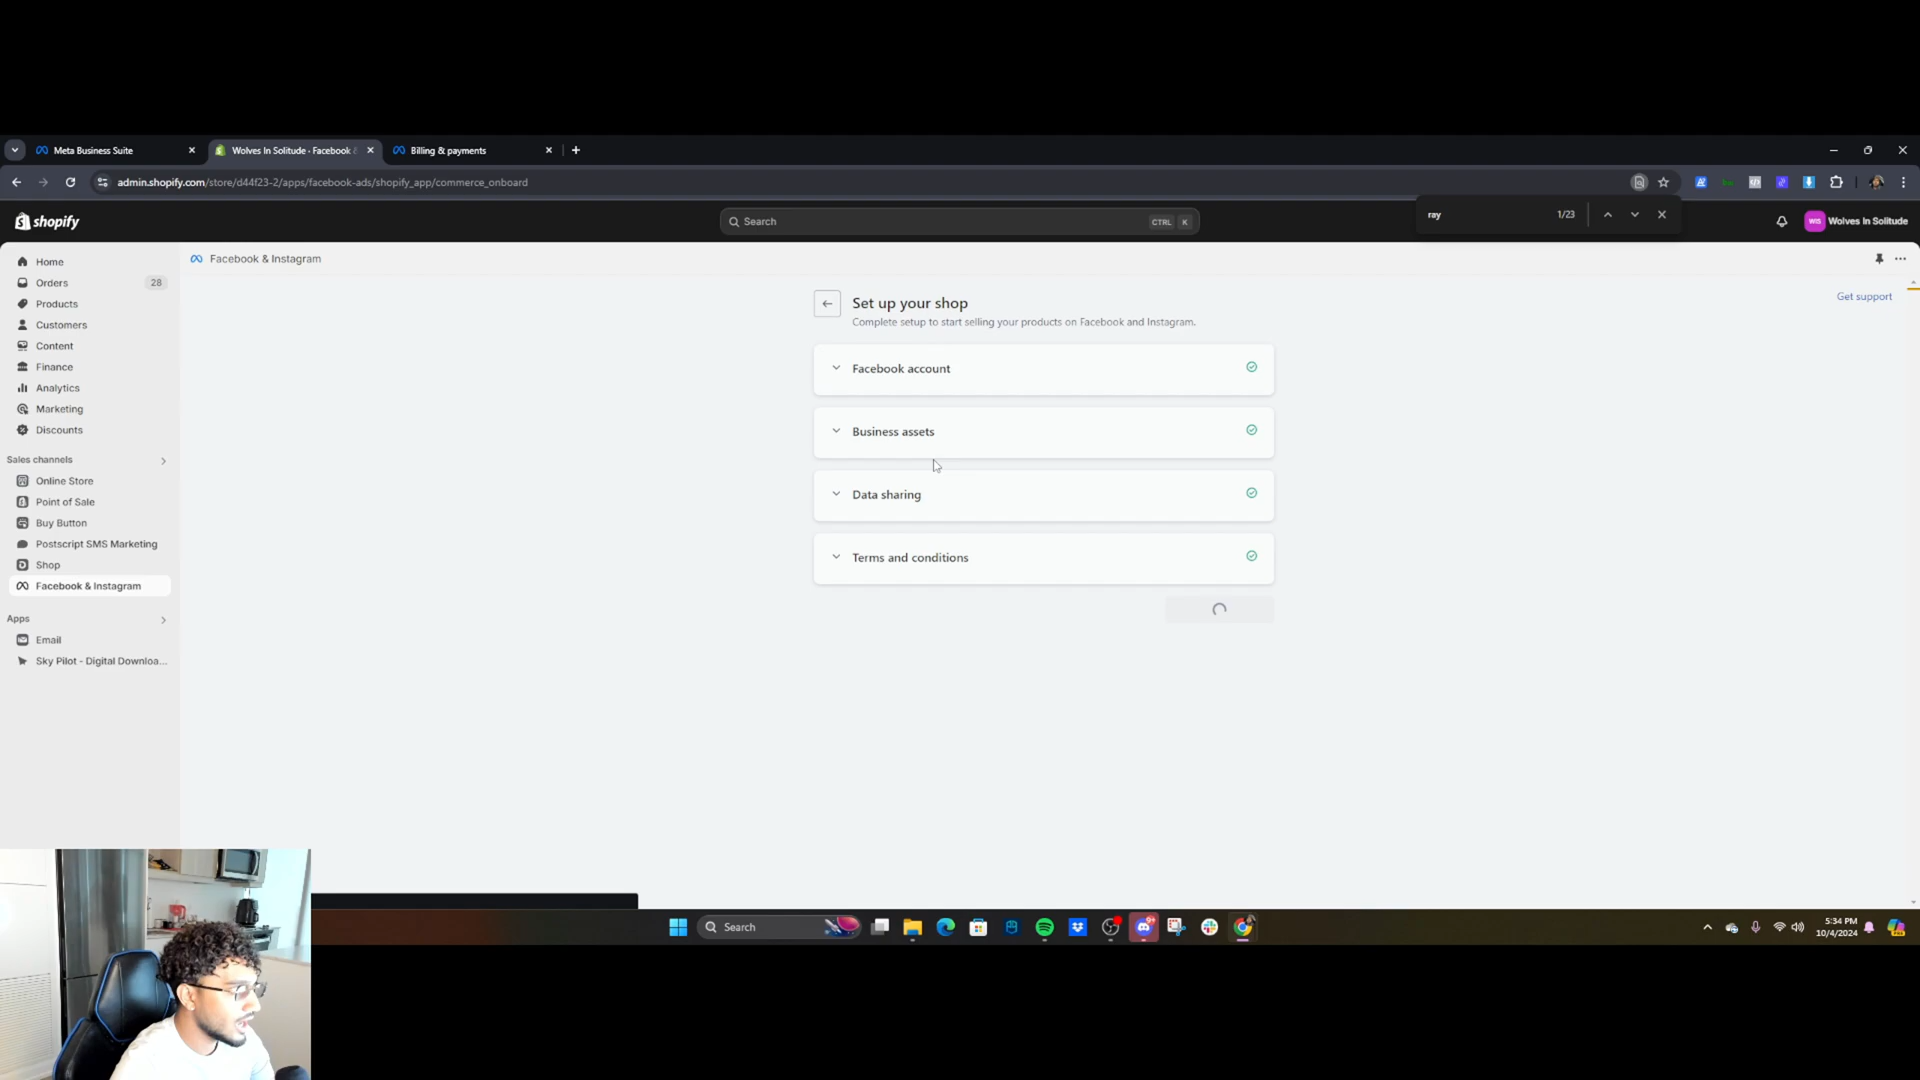 Meta Business Suite
Wolves In Solitude · Facebook &
Billing & payments
admin.shopify.com/store/d44f23-2/apps/facebook-ads/shopify_app/commerce_onboard
shopify
Search
CTRL K
ray
1/23
WIS
Wolves In Solitude
Home
Orders
28
Products
Customers
Content
Finance
Analytics
Marketing
Discounts
Sales channels
Online Store
Point of Sale
Buy Button
Postscript SMS Marketing
Shop
Facebook & Instagram
Apps
Email
Sky Pilot - Digital Downloa...
Facebook & Instagram
Get support
Set up your shop
Complete setup to start selling your products on Facebook and Instagram.
Facebook account
Business assets
Data sharing
Terms and conditions
Search
5:34 PM
10/4/2024